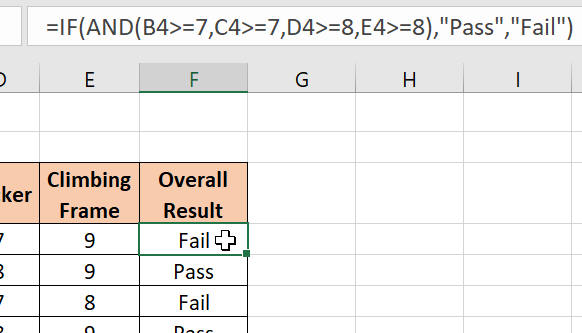 =IF(AND(B4>=7,C4>=7,D4>=8,E4>=8),"Pass","Fail")
E F G H I
ker Climbing Frame Overall Result
7 9 Fail
8 9 Pass
7 8 Fail
9 Pass